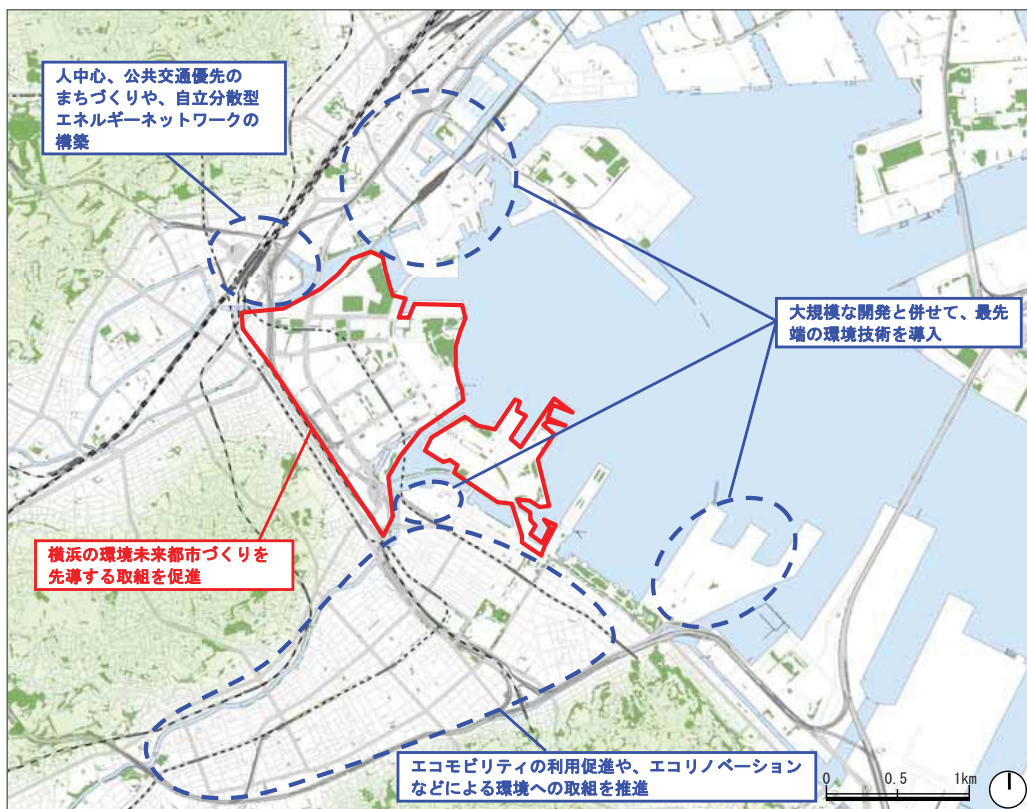 人中心、公共交通優先の
まちづくりや、自立分散型
エネルギーネットワークの
構築
大規模な開発と併せて、最先
端の環境技術を導入
横浜の環境未来都市づくりを
先導する取組を促進
エコモビリティの利用促進や、エコリノベーション
などによる環境への取組を推進
0 0.5 1km